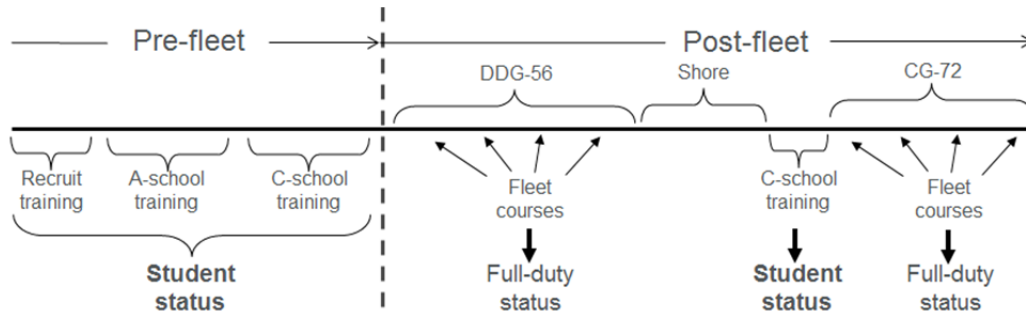 Pre-fleet
Post-fleet
DDG-56
Shore
CG-72
Recruit
training
A-school
training
C-school
training
Fleet
courses
C-school
training
Fleet
courses
Student
status
Full-duty
status
Student
status
Full-duty
status